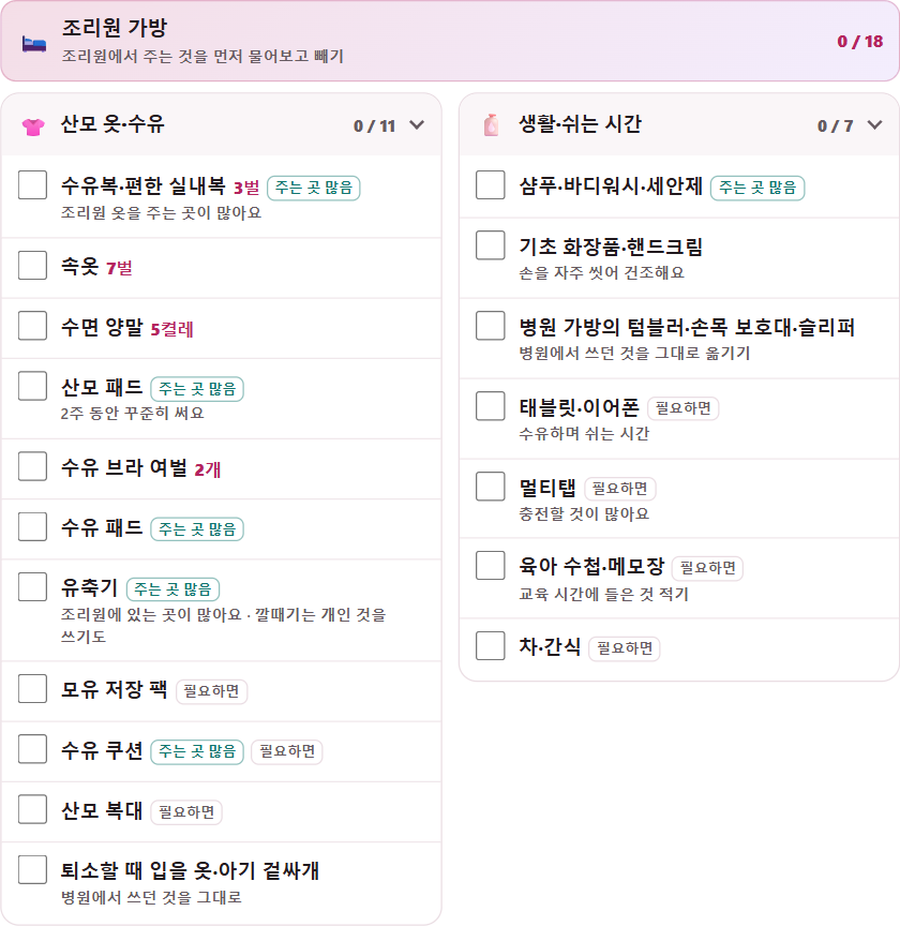 조리원 가방
조리원에서 주는 것을 먼저 물어보고 빼기
0 / 18
산모 옷·수유
0 / 11
수유복·편한 실내복 3벌 주는 곳 많음
조리원 옷을 주는 곳이 많아요
속옷 7벌
수면 양말 5켤레
산모 패드 주는 곳 많음
2주 동안 꾸준히 써요
수유 브라 여벌 2개
수유 패드 주는 곳 많음
유축기 주는 곳 많음
조리원에 있는 곳이 많아요 · 깔때기는 개인 것을
쓰기도
모유 저장 팩 필요하면
수유 쿠션 주는 곳 많음 필요하면
산모 복대 필요하면
퇴소할 때 입을 옷·아기 겉싸개
병원에서 쓰던 것을 그대로
생활·쉬는 시간
0 / 7
샴푸·바디워시·세안제 주는 곳 많음
기초 화장품·핸드크림
손을 자주 씻어 건조해요
병원 가방의 텀블러·손목 보호대·슬리퍼
병원에서 쓰던 것을 그대로 옮기기
태블릿·이어폰 필요하면
수유하며 쉬는 시간
멀티탭 필요하면
충전할 것이 많아요
육아 수첩·메모장 필요하면
교육 시간에 들은 것 적기
차·간식 필요하면